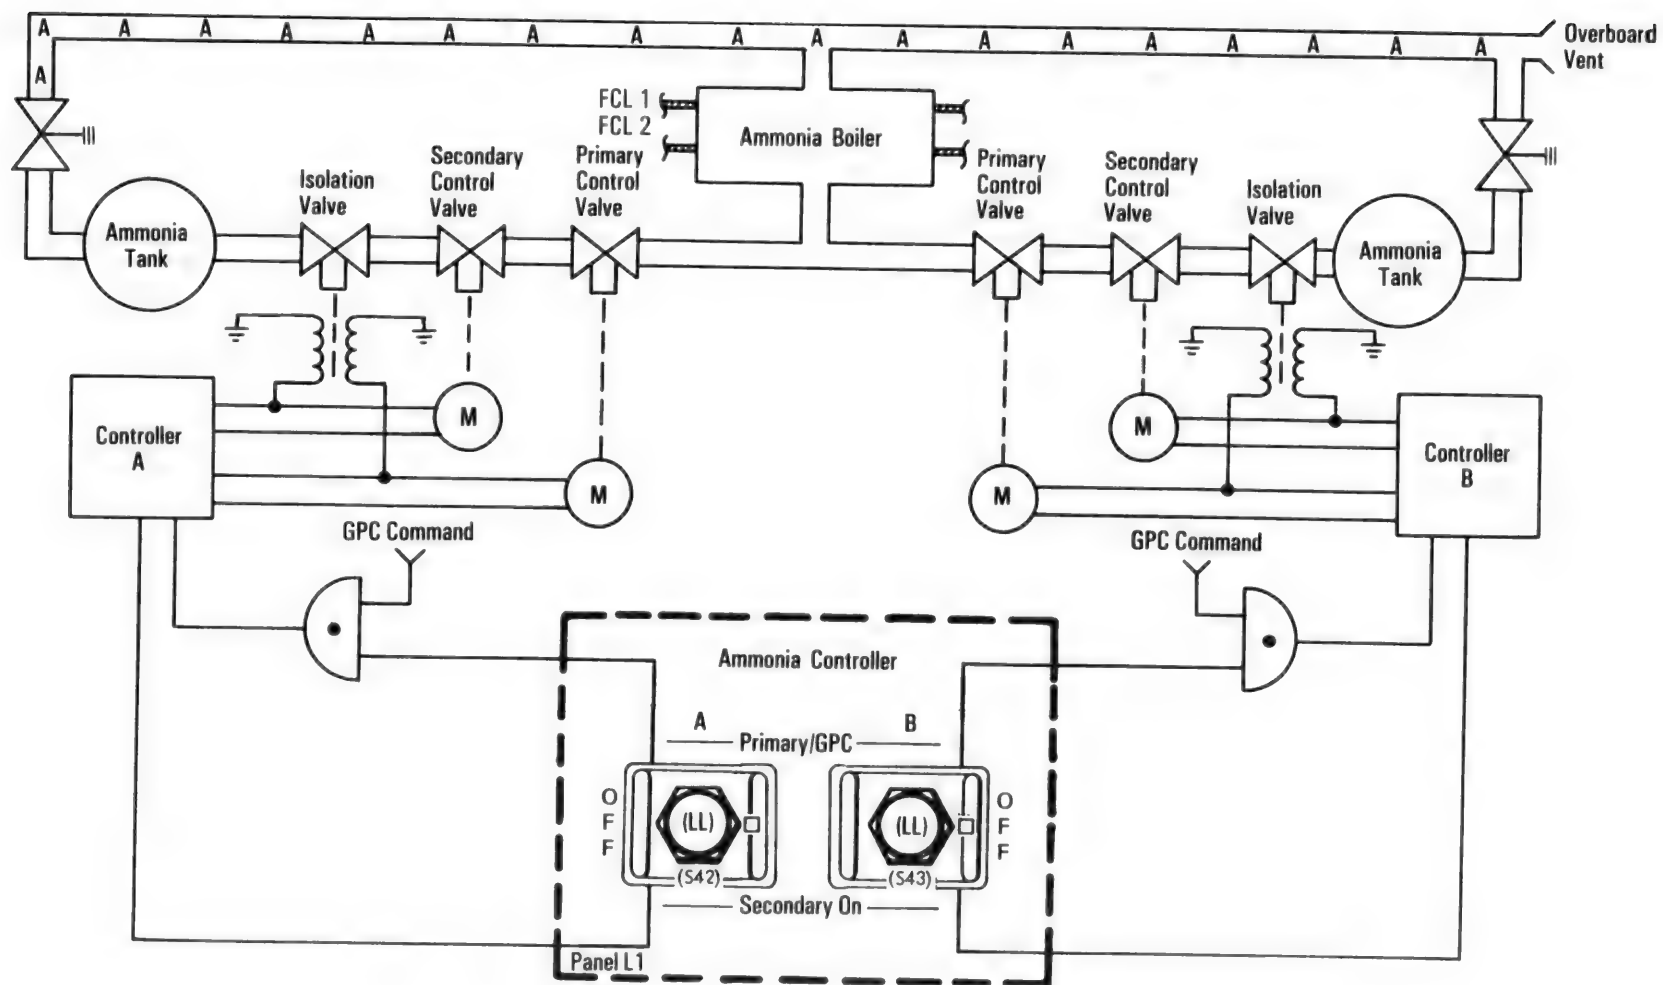 A A A A A A A A A A A A A A A A A A
A
Overboard
Vent
FCL 1
FCL 2
Ammonia Boiler
Isolation
Valve
Secondary
Control
Valve
Primary
Control
Valve
Primary
Control
Valve
Secondary
Control
Valve
Isolation
Valve
Ammonia
Tank
Ammonia
Tank
Controller
A
M
M
M
M
Controller
B
GPC Command
GPC Command
Ammonia Controller
A
B
Primary/GPC
OFF
(LL)
(S42)
(LL)
(S43)
OFF
Secondary On
Panel L1